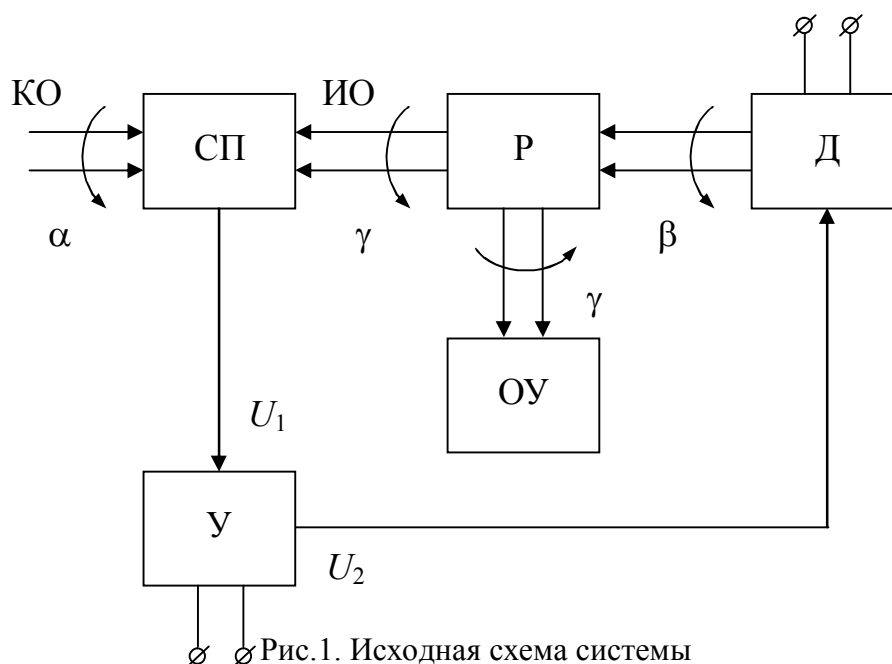 КО
СП
ИО
Р
Д
α
γ
β
γ
ОУ
U₁
У
U₂
Рис.1. Исходная схема системы